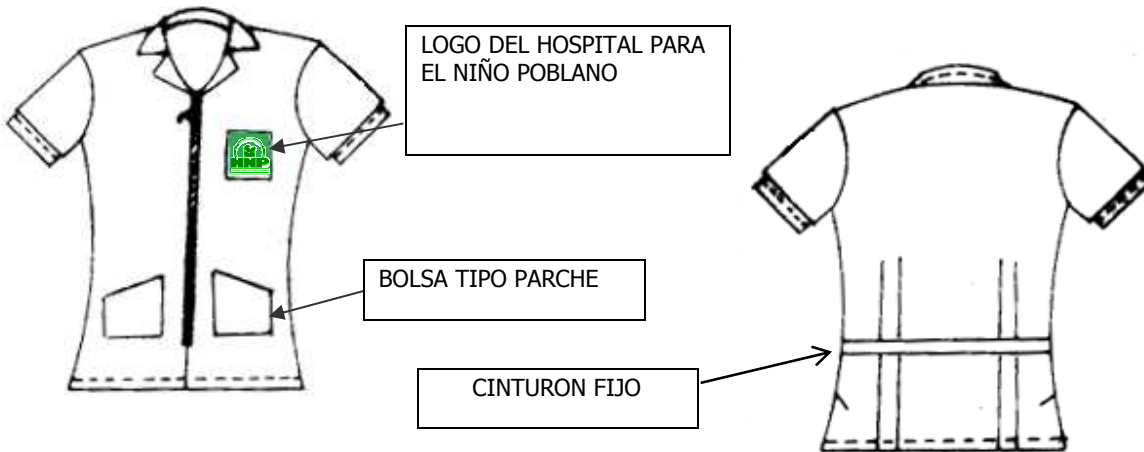 LOGO DEL HOSPITAL PARA
EL NIÑO POBLANO
HNP
BOLSA TIPO PARCHE
CINTURON FIJO